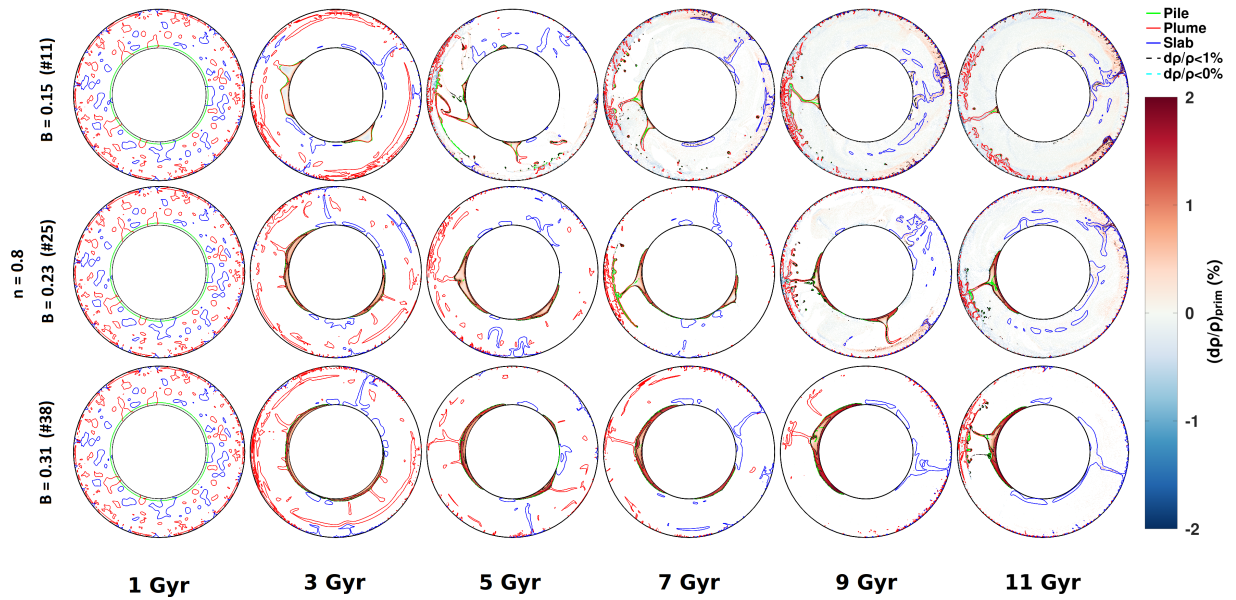 n = 0.8
B = 0.15 (#11)
B = 0.23 (#25)
B = 0.31 (#38)
1 Gyr
3 Gyr
5 Gyr
7 Gyr
9 Gyr
11 Gyr
Pile
Plume
Slab
dρ/ρ<1%
dρ/ρ<0%
2
1
0
-1
-2
(dρ/ρ)prim (%)